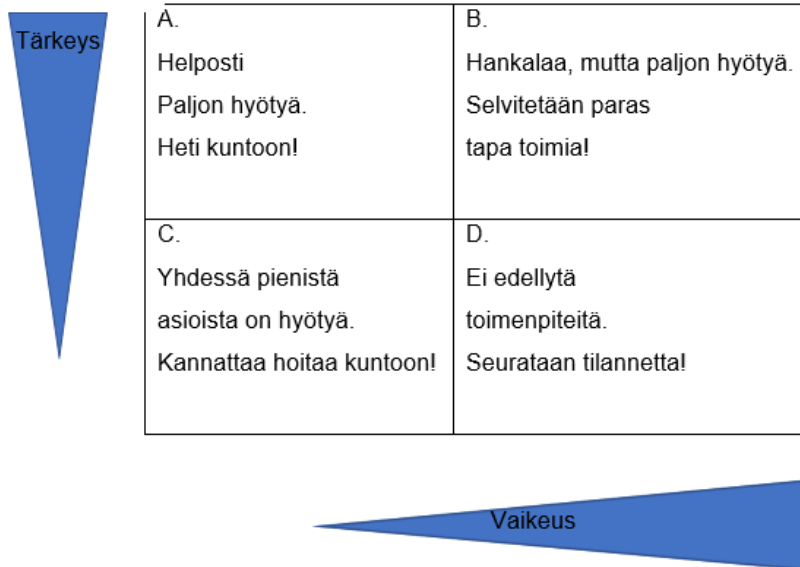 Tärkeys
A.
Helposti
Paljon hyötyä.
Heti kuntoon!
B.
Hankalaa, mutta paljon hyötyä.
Selvitetään paras
tapa toimia!
C.
Yhdessä pienistä
asioista on hyötyä.
Kannattaa hoitaa kuntoon!
D.
Ei edellytä
toimenpiteitä.
Seurataan tilannetta!
Vaikeus